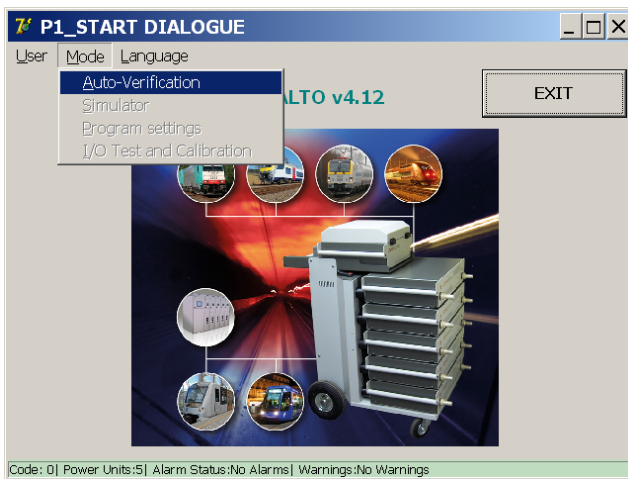 P1_START DIALOGUE
User Mode Language
Auto-Verification
Simulator
Program settings
I/O Test and Calibration
ALTO v4.12
EXIT
Code: 0| Power Units:5| Alarm Status:No Alarms| Warnings:No Warnings